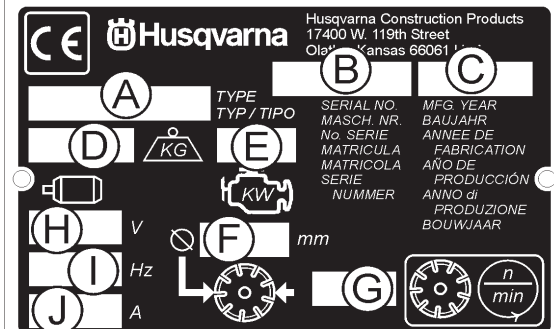 CE
Husqvarna
Husqvarna Construction Products
17400 W. 119th Street
Kansas 66061
A
TYPE
TYP / TIPO
B
SERIAL NO.
MASCH. NR.
No. SERIE
MATRICULA
MATRICOLA
SERIE
NUMMER
C
MFG. YEAR
BAUJAHR
ANNEE DE
FABRICATION
AÑO DE
PRODUCCIÓN
ANNO di
PRODUZIONE
BOUWJAAR
D
KG
E
KW
H
V
F
mm
I
Hz
J
A
G
n
min